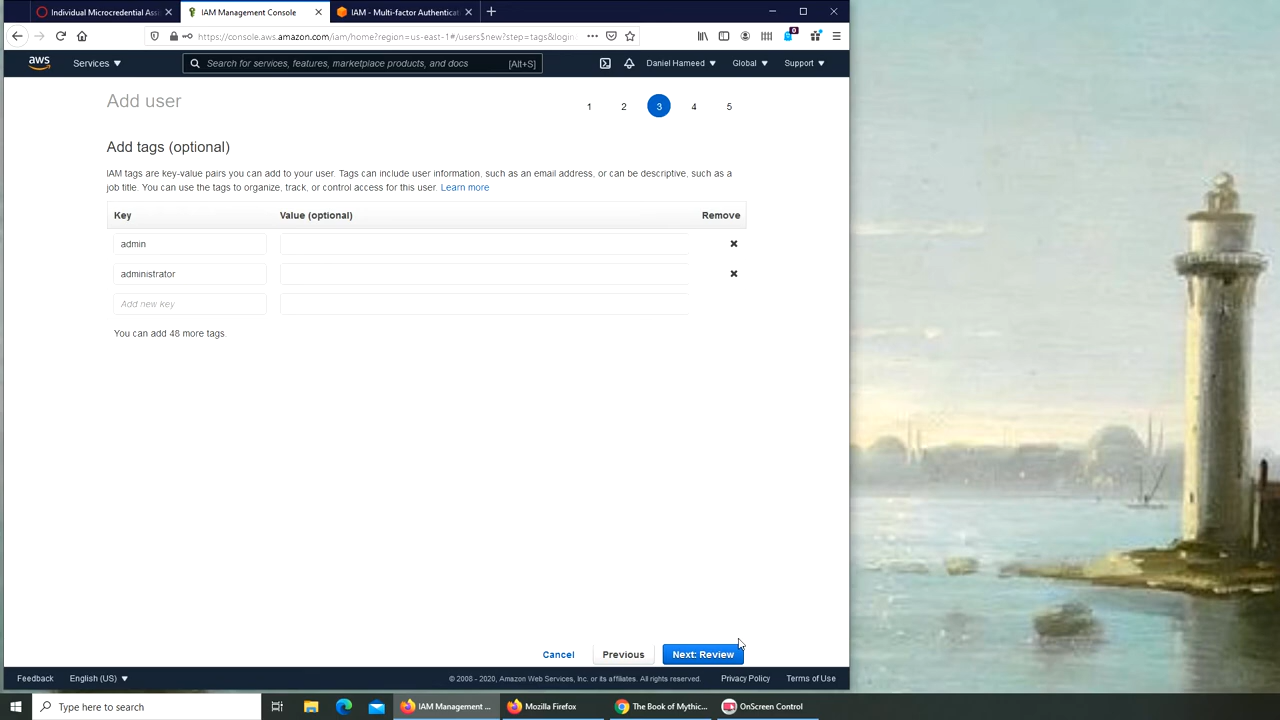 Individual Microcredential Ass
IAM Management Console
IAM - Multi-factor Authenticat
https://console.aws.amazon.com/iam/home?region=us-east-1#/users$new?step=tags&login
0
aws
Services
Search for services, features, marketplace products, and docs
[Alt+S]
Daniel Hameed
Global
Support
Add user
1 2 3 4 5
Add tags (optional)
IAM tags are key-value pairs you can add to your user. Tags can include user information, such as an email address, or can be descriptive, such as a
job title. You can use the tags to organize, track, or control access for this user. Learn more
Key Value (optional) Remove
admin
administrator
Add new key
You can add 48 more tags.
Cancel Previous Next: Review
Feedback English (US) © 2008 - 2020, Amazon Web Services, Inc. or its affiliates. All rights reserved. Privacy Policy Terms of Use
Type here to search
IAM Management ...
Mozilla Firefox
The Book of Mythic...
OnScreen Control